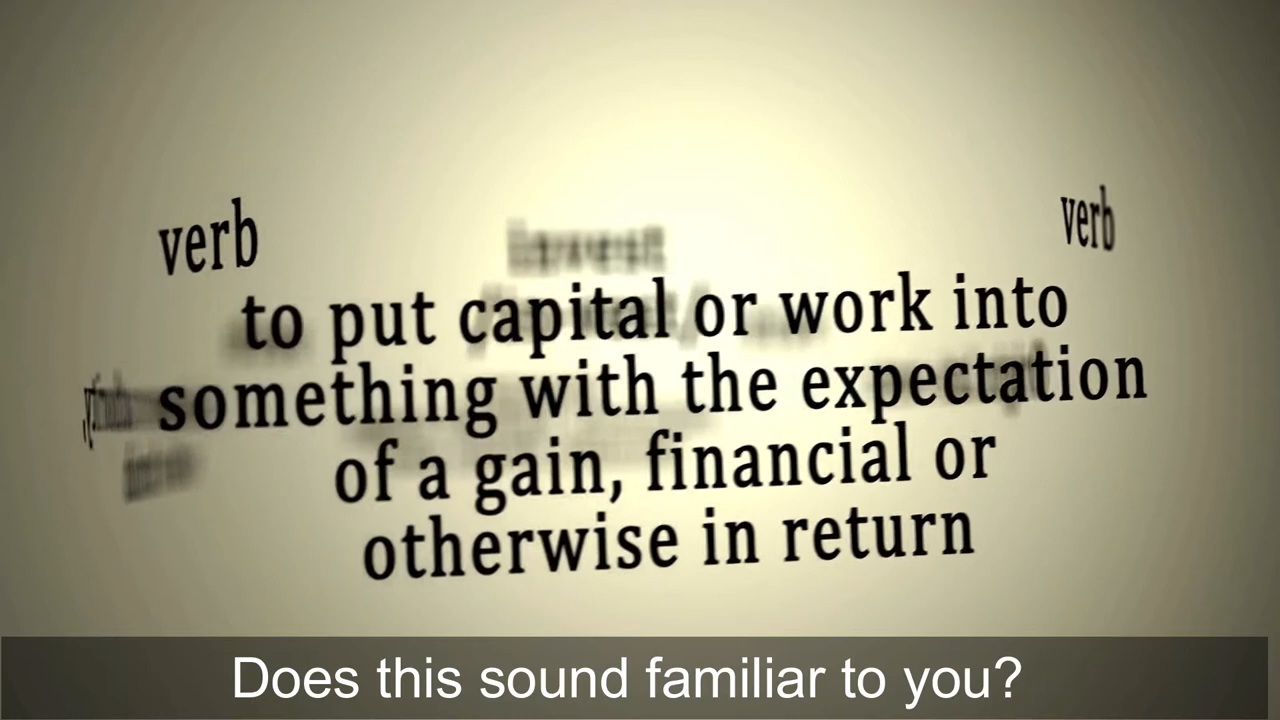 verb
verb
invest
to put capital or work into
something with the expectation
of a gain, financial or
otherwise in return
Does this sound familiar to you?